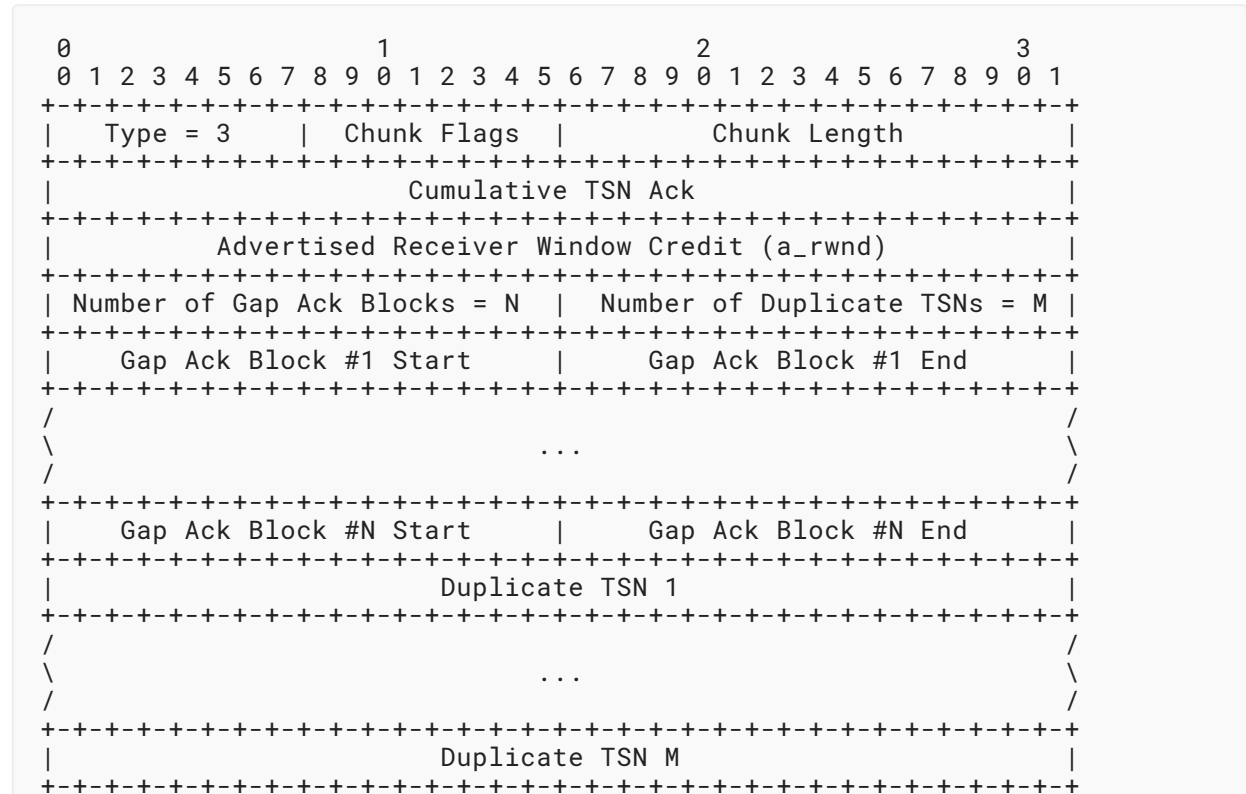 0                   1                   2                   3
 0 1 2 3 4 5 6 7 8 9 0 1 2 3 4 5 6 7 8 9 0 1 2 3 4 5 6 7 8 9 0 1
+-+-+-+-+-+-+-+-+-+-+-+-+-+-+-+-+-+-+-+-+-+-+-+-+-+-+-+-+-+-+-+-+
|   Type = 3    |  Chunk Flags  |         Chunk Length          |
+-+-+-+-+-+-+-+-+-+-+-+-+-+-+-+-+-+-+-+-+-+-+-+-+-+-+-+-+-+-+-+-+
|                      Cumulative TSN Ack                       |
+-+-+-+-+-+-+-+-+-+-+-+-+-+-+-+-+-+-+-+-+-+-+-+-+-+-+-+-+-+-+-+-+
|          Advertised Receiver Window Credit (a_rwnd)           |
+-+-+-+-+-+-+-+-+-+-+-+-+-+-+-+-+-+-+-+-+-+-+-+-+-+-+-+-+-+-+-+-+
| Number of Gap Ack Blocks = N  |  Number of Duplicate TSNs = M |
+-+-+-+-+-+-+-+-+-+-+-+-+-+-+-+-+-+-+-+-+-+-+-+-+-+-+-+-+-+-+-+-+
|    Gap Ack Block #1 Start     |     Gap Ack Block #1 End      |
+-+-+-+-+-+-+-+-+-+-+-+-+-+-+-+-+-+-+-+-+-+-+-+-+-+-+-+-+-+-+-+-+
/                                                               /
\                              ...                              \
/                                                               /
+-+-+-+-+-+-+-+-+-+-+-+-+-+-+-+-+-+-+-+-+-+-+-+-+-+-+-+-+-+-+-+-+
|    Gap Ack Block #N Start     |     Gap Ack Block #N End      |
+-+-+-+-+-+-+-+-+-+-+-+-+-+-+-+-+-+-+-+-+-+-+-+-+-+-+-+-+-+-+-+-+
|                        Duplicate TSN 1                        |
+-+-+-+-+-+-+-+-+-+-+-+-+-+-+-+-+-+-+-+-+-+-+-+-+-+-+-+-+-+-+-+-+
/                                                               /
\                              ...                              \
/                                                               /
+-+-+-+-+-+-+-+-+-+-+-+-+-+-+-+-+-+-+-+-+-+-+-+-+-+-+-+-+-+-+-+-+
|                        Duplicate TSN M                        |
+-+-+-+-+-+-+-+-+-+-+-+-+-+-+-+-+-+-+-+-+-+-+-+-+-+-+-+-+-+-+-+-+